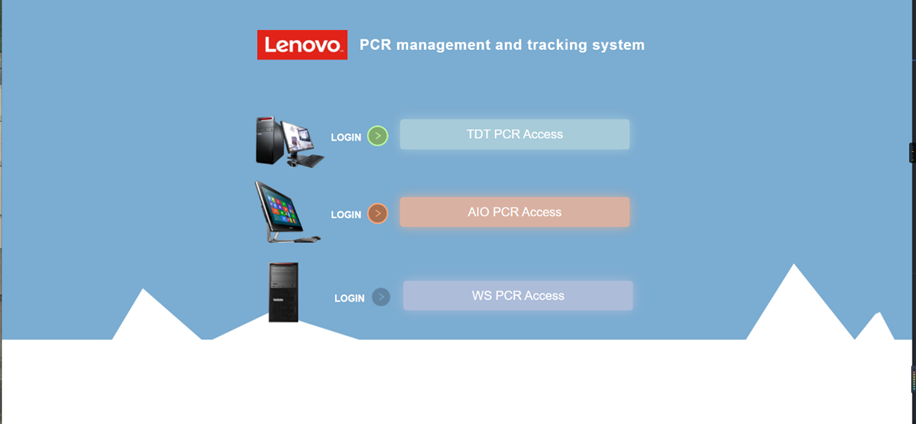 Lenovo PCR management and tracking system
LOGIN > TDT PCR Access
LOGIN > AIO PCR Access
LOGIN > WS PCR Access